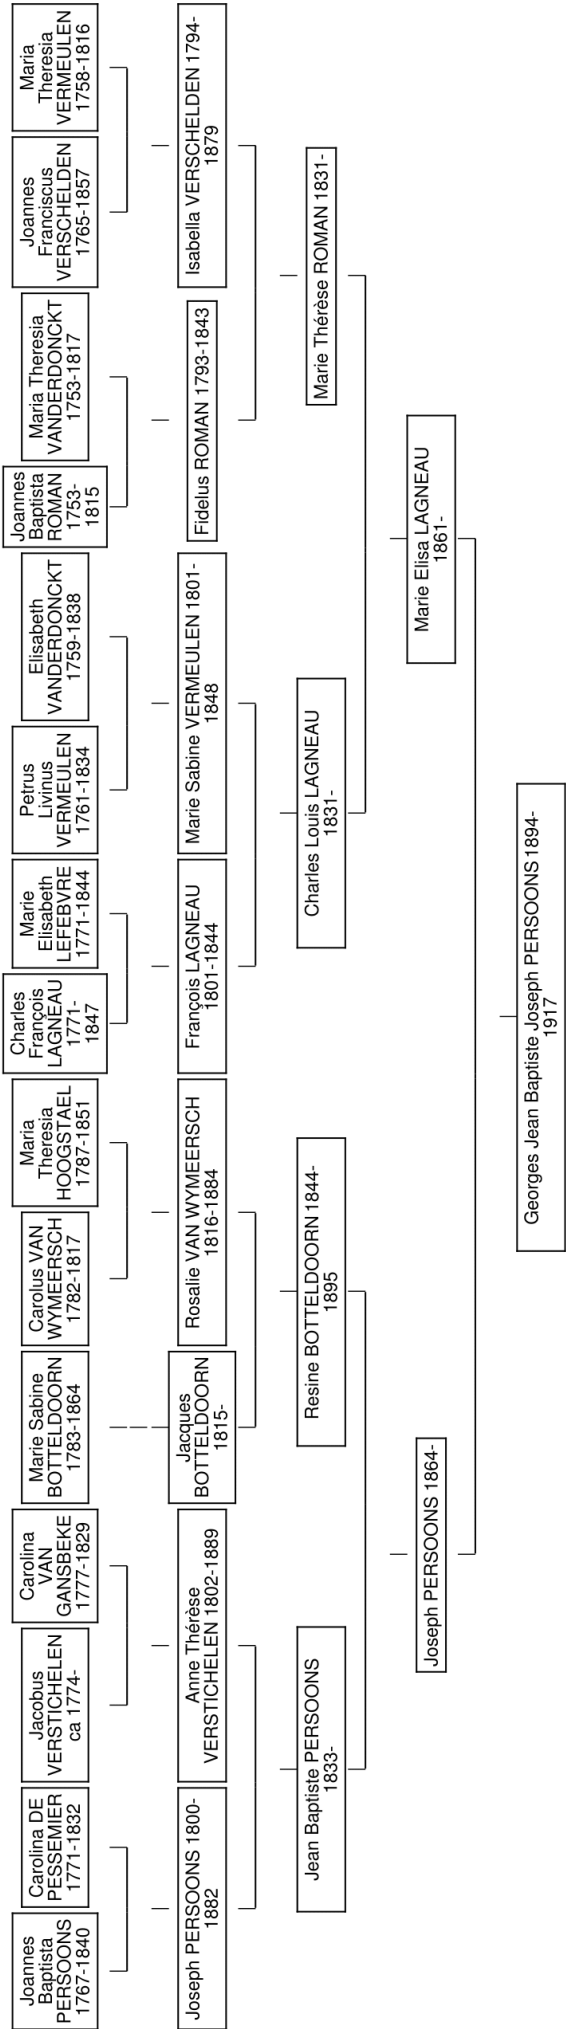 Joannes
Baptista
PERSOONS
1767-1840
Carolina DE
PESSEMIER
1771-1832
Jacobus
VERSTICHELEN
ca 1774-
Carolina
VAN
GANSBEKE
1777-1829
Marie Sabine
BOTTELDOORN
1783-1864
Carolus VAN
WYMEERSCH
1782-1817
Maria
Theresia
HOOGSTAEL
1787-1851
Charles
François
LAGNEAU
1771-
1847
Marie
Elisabeth
LEFEBVRE
1771-1844
Petrus
Livinus
VERMEULEN
1761-1834
Elisabeth
VANDERDONCKT
1759-1838
Joannes
Baptista
ROMAN
1753-
1815
Maria Theresia
VANDERDONCKT
1753-1817
Joannes
Franciscus
VERSCHELDEN
1765-1857
Maria
Theresia
VERMEULEN
1758-1816
Joseph PERSOONS 1800-
1882
Anne Thérèse
VERSTICHELEN 1802-1889
Jacques
BOTTELDOORN
1815-
Rosalie VAN WYMEERSCH
1816-1884
François LAGNEAU
1801-1844
Marie Sabine VERMEULEN 1801-
1848
Fidelus ROMAN 1793-1843
Isabella VERSCHELDEN 1794-
1879
Jean Baptiste PERSOONS
1833-
Resine BOTTELDOORN 1844-
1895
Charles Louis LAGNEAU
1831-
Marie Thérèse ROMAN 1831-
Joseph PERSOONS 1864-
Marie Elisa LAGNEAU
1861-
Georges Jean Baptiste Joseph PERSOONS 1894-
1917